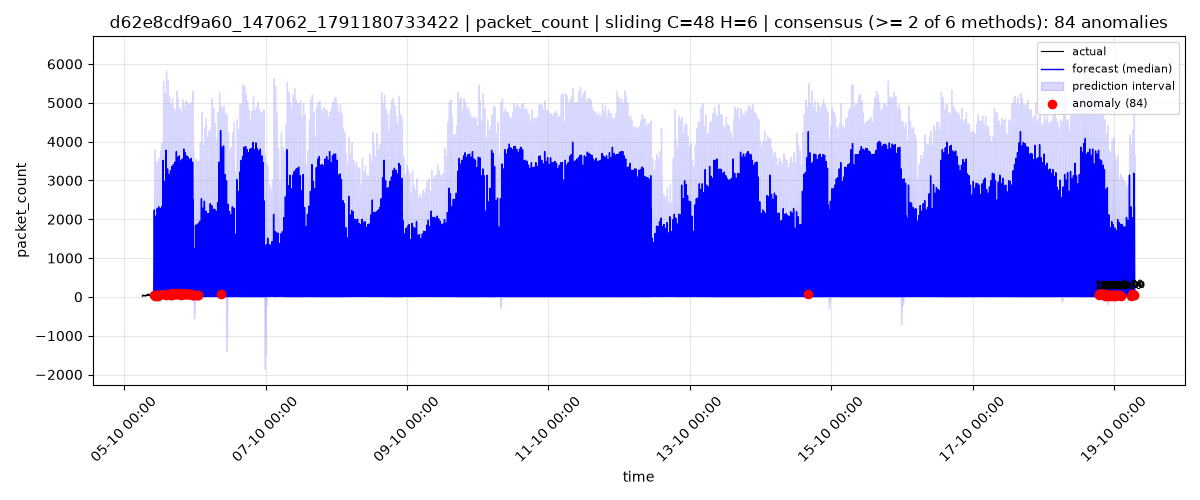 d62e8cdf9a60_147062_1791180733422 | packet_count | sliding C=48 H=6 | consensus (>= 2 of 6 methods): 84 anomalies
actual
forecast (median)
prediction interval
anomaly (84)
packet_count
6000
5000
4000
3000
2000
1000
0
−1000
−2000
05-10 00:00
07-10 00:00
09-10 00:00
11-10 00:00
13-10 00:00
15-10 00:00
17-10 00:00
19-10 00:00
time